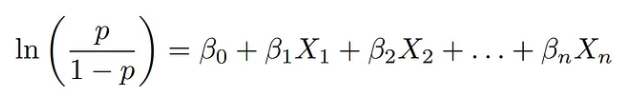 ln(p/(1 − p)) = β₀ + β₁X₁ + β₂X₂ + . . . + βₙXₙ